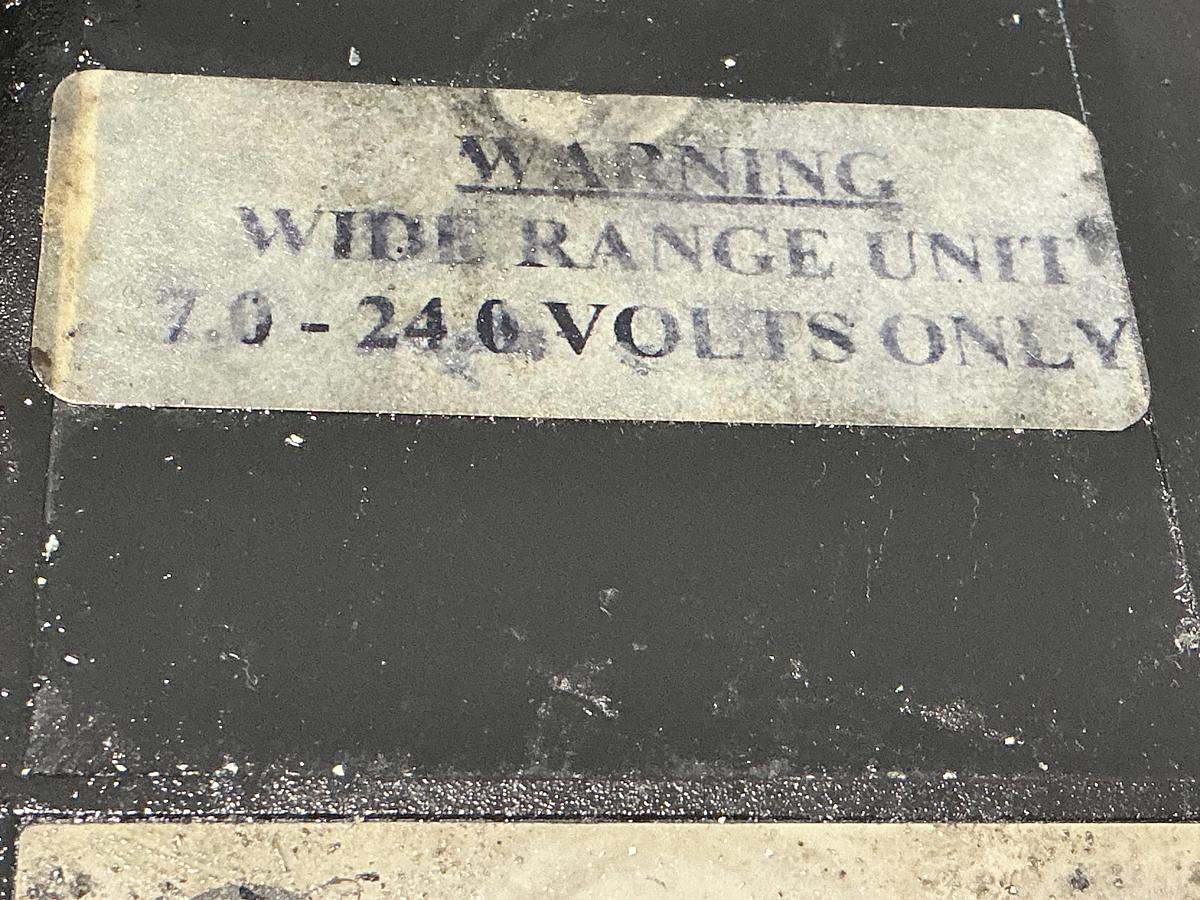 WARNING
WIDE RANGE UNIT
7.0 - 24.0 VOLTS ONLY